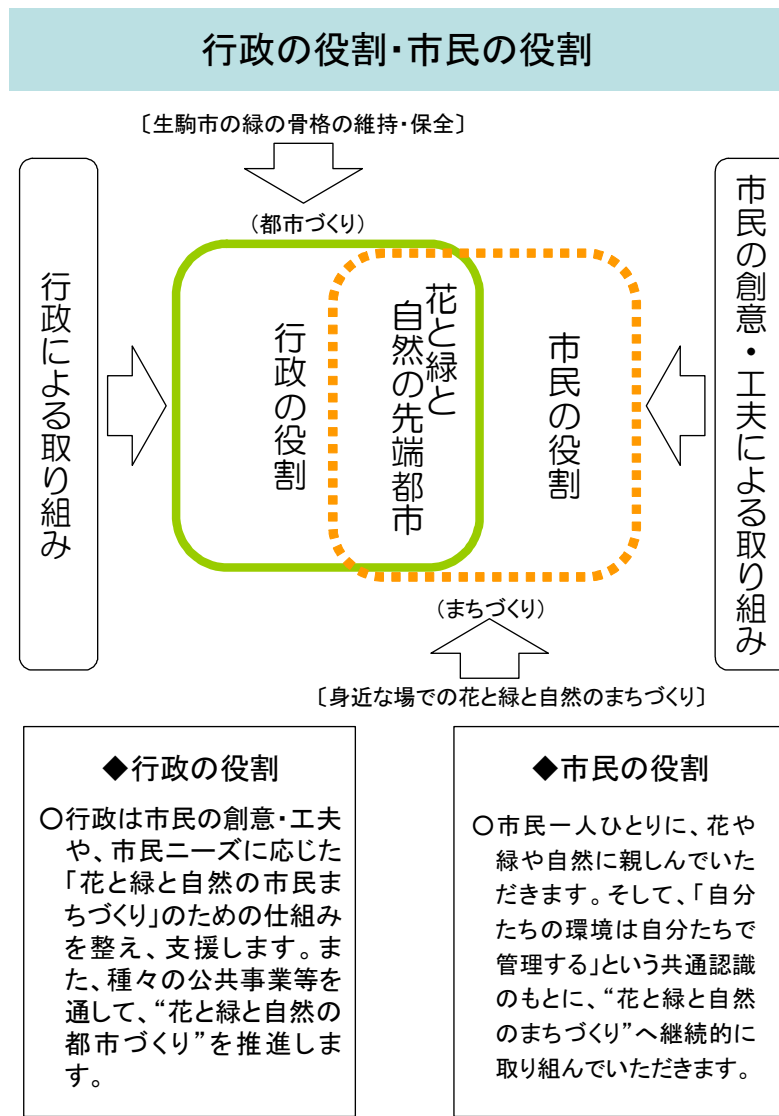 行政の役割・市民の役割
〔生駒市の緑の骨格の維持・保全〕
(都市づくり)
行政による取り組み
行政の役割
花と緑と
自然の先端都市
市民の役割
市民の創意・工夫による取り組み
(まちづくり)
〔身近な場での花と緑と自然のまちづくり〕
◆行政の役割
○行政は市民の創意・工夫
や、市民ニーズに応じた
「花と緑と自然の市民ま
ちづくり」のための仕組み
を整え、支援します。ま
た、種々の公共事業等を
通して、“花と緑と自然の
都市づくり”を推進しま
す。
◆市民の役割
○市民一人ひとりに、花や
緑や自然に親しんでいた
だきます。そして、「自分
たちの環境は自分たちで
管理する」という共通認識
のもとに、“花と緑と自然
のまちづくり”へ継続的に
取り組んでいただきます。